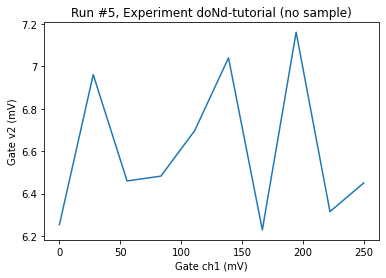 Run #5, Experiment doNd-tutorial (no sample)
7.2
7
6.8
6.6
6.4
6.2
Gate v2 (mV)
0 50 100 150 200 250
Gate ch1 (mV)